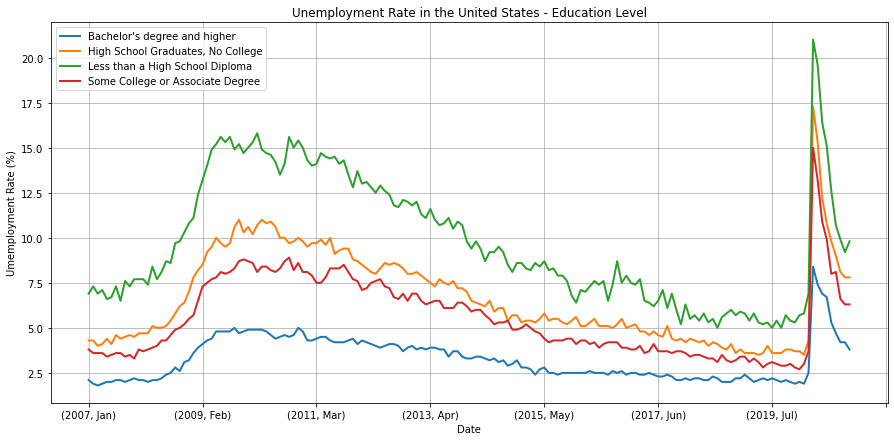 Unemployment Rate in the United States - Education Level
Bachelor's degree and higher
High School Graduates, No College
Less than a High School Diploma
Some College or Associate Degree
Umemployment Rate (%)
20.0
17.5
15.0
12.5
10.0
7.5
5.0
2.5
(2007, Jan) (2009, Feb) (2011, Mar) (2013, Apr) (2015, May) (2017, Jun) (2019, Jul)
Date